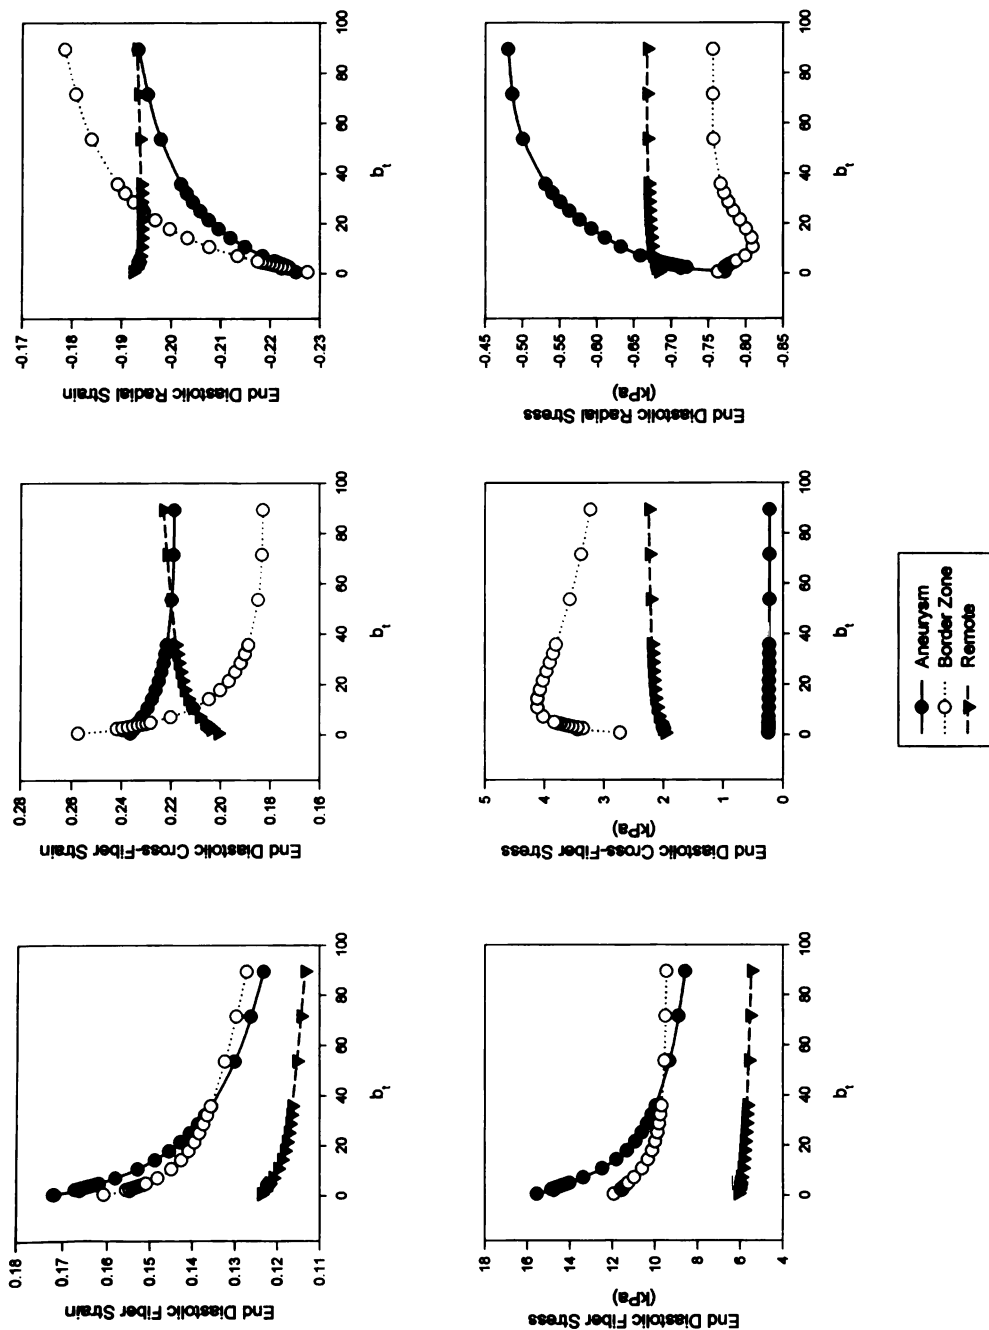 End Diastolic Fiber Strain
0.18
0.17
0.16
0.15
0.14
0.13
0.12
0.11
0 20 40 60 80 100
b_t
End Diastolic Cross-Fiber Strain
0.28
0.26
0.24
0.22
0.20
0.18
0.16
0 20 40 60 80 100
b_t
End Diastolic Radial Strain
-0.17
-0.18
-0.19
-0.20
-0.21
-0.22
-0.23
0 20 40 60 80 100
b_t
End Diastolic Fiber Stress
(kPa)
18
16
14
12
10
8
6
4
0 20 40 60 80 100
b_t
End Diastolic Cross-Fiber Stress
(kPa)
5
4
3
2
1
0
0 20 40 60 80 100
b_t
End Diastolic Radial Stress
(kPa)
-0.45
-0.50
-0.55
-0.60
-0.65
-0.70
-0.75
-0.80
-0.85
0 20 40 60 80 100
b_t
Aneurysm
Border Zone
Remote